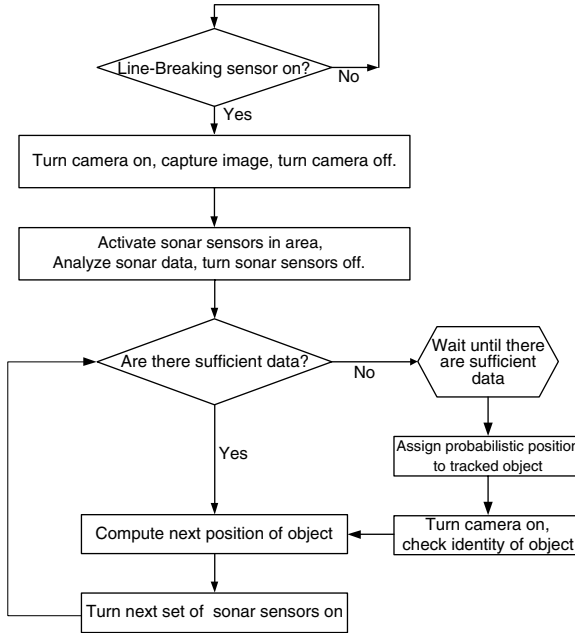 Line-Breaking sensor on?
No
Yes
Turn camera on, capture image, turn camera off.
Activate sonar sensors in area,
Analyze sonar data, turn sonar sensors off.
Are there sufficient data?
No
Wait until there
are sufficient
data
Yes
Assign probabilistic position
to tracked object
Compute next position of object
Turn camera on,
check identity of object
Turn next set of sonar sensors on